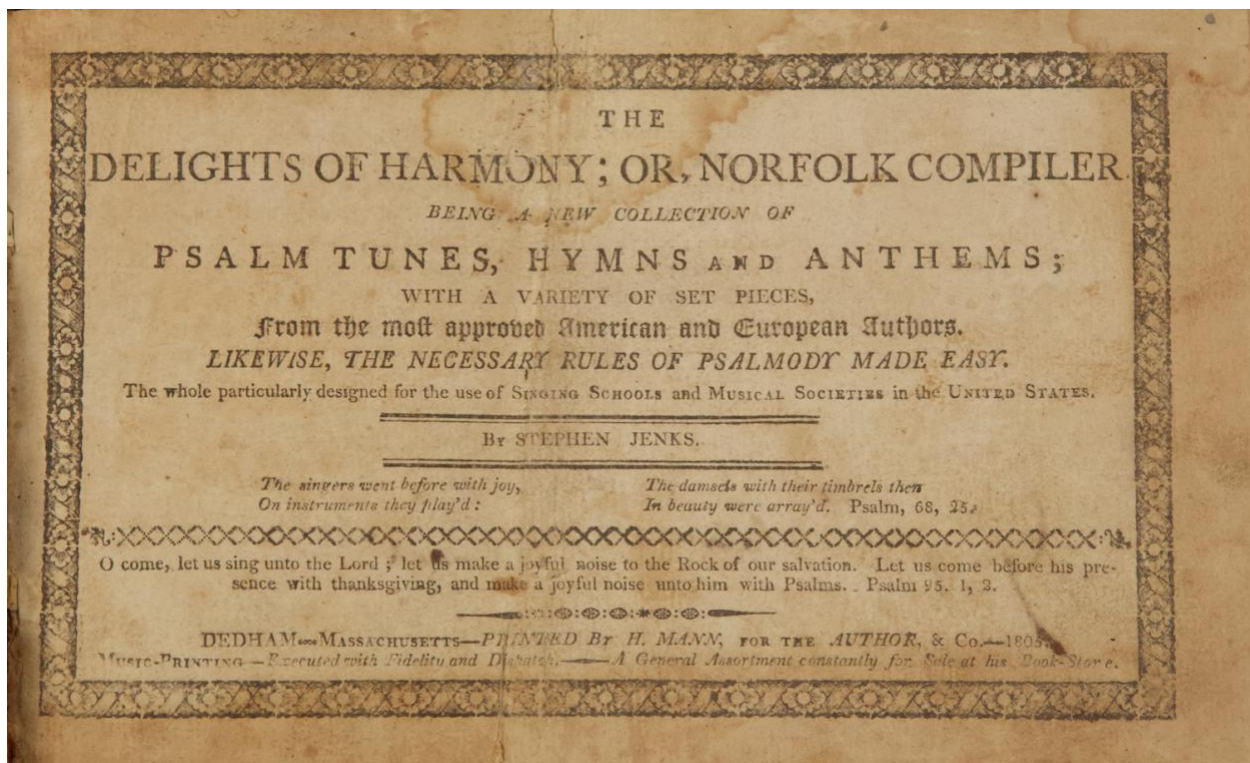 THE
DELIGHTS OF HARMONY; OR, NORFOLK COMPILER.
BEING A NEW COLLECTION OF
PSALM TUNES, HYMNS AND ANTHEMS;
WITH A VARIETY OF SET PIECES,
From the moſt approved American and European Authors.
LIKEWISE, THE NECESSARY RULES OF PSALMODY MADE EASY.
The whole particularly designed for the use of SINGING SCHOOLS and MUSICAL SOCIETIES in the UNITED STATES.
By STEPHEN JENKS.
The singers went before with joy,
On instruments they play'd:
The damsels with their timbrels then
In beauty were array'd. Psalm, 68, 25.
O come, let us sing unto the Lord; let us make a joyful noise to the Rock of our salvation. Let us come before his pre-
sence with thanksgiving, and make a joyful noise unto him with Psalms. Psalm 95. 1, 2.
DEDHAM—MASSACHUSETTS—PRINTED By H. MANN, FOR THE AUTHOR, & Co.—1805.
MUSIC-PRINTING—Executed with Fidelity and Dispatch.—A General Assortment constantly for Sale at his Book-Store.